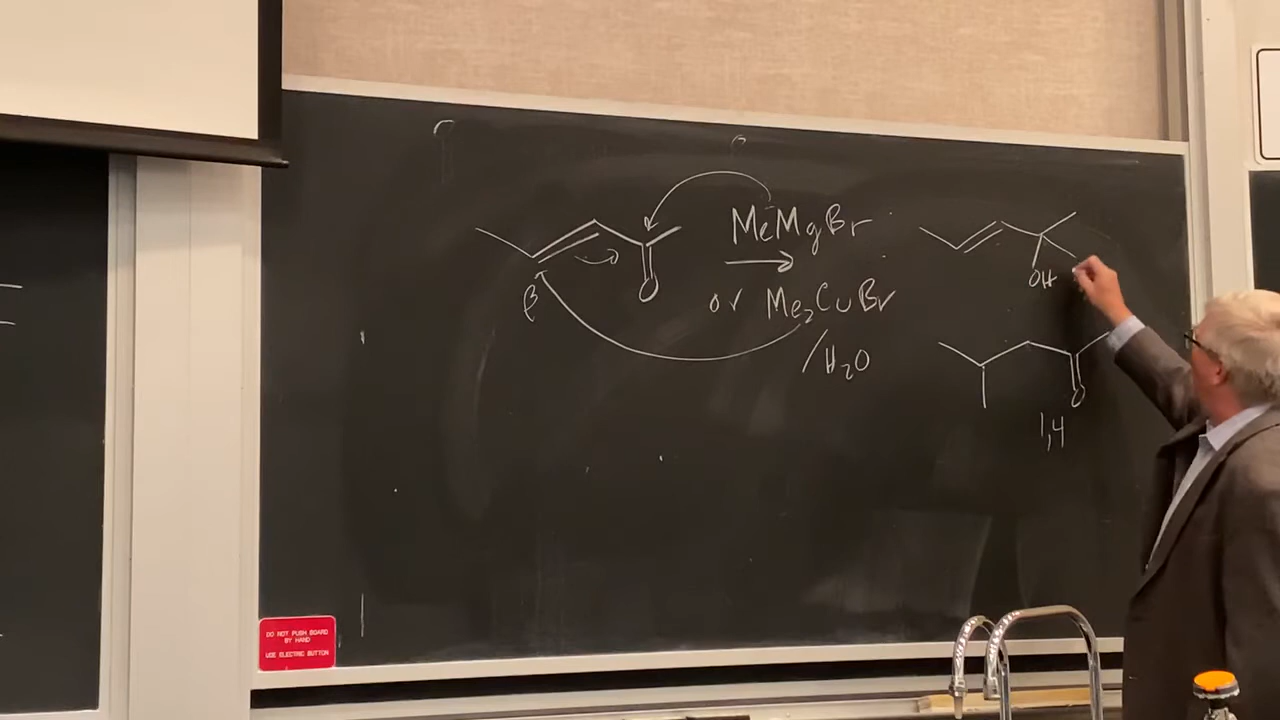 MeMgBr
or Me2CuBr
/H2O
β
O
OH
O
1,4
DO NOT PUSH BOARD
BY HAND
USE ELECTRIC BUTTON